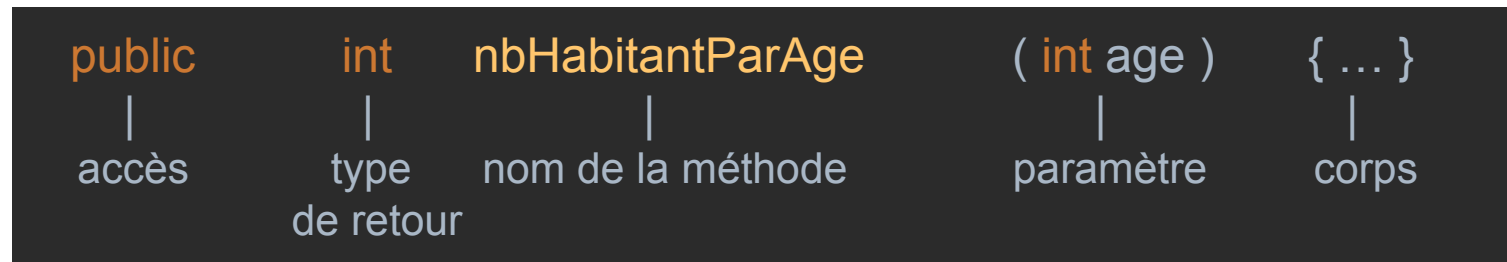 public int nbHabitantParAge ( int age ) { … }
| | | | |
accès type nom de la méthode paramètre corps
de retour